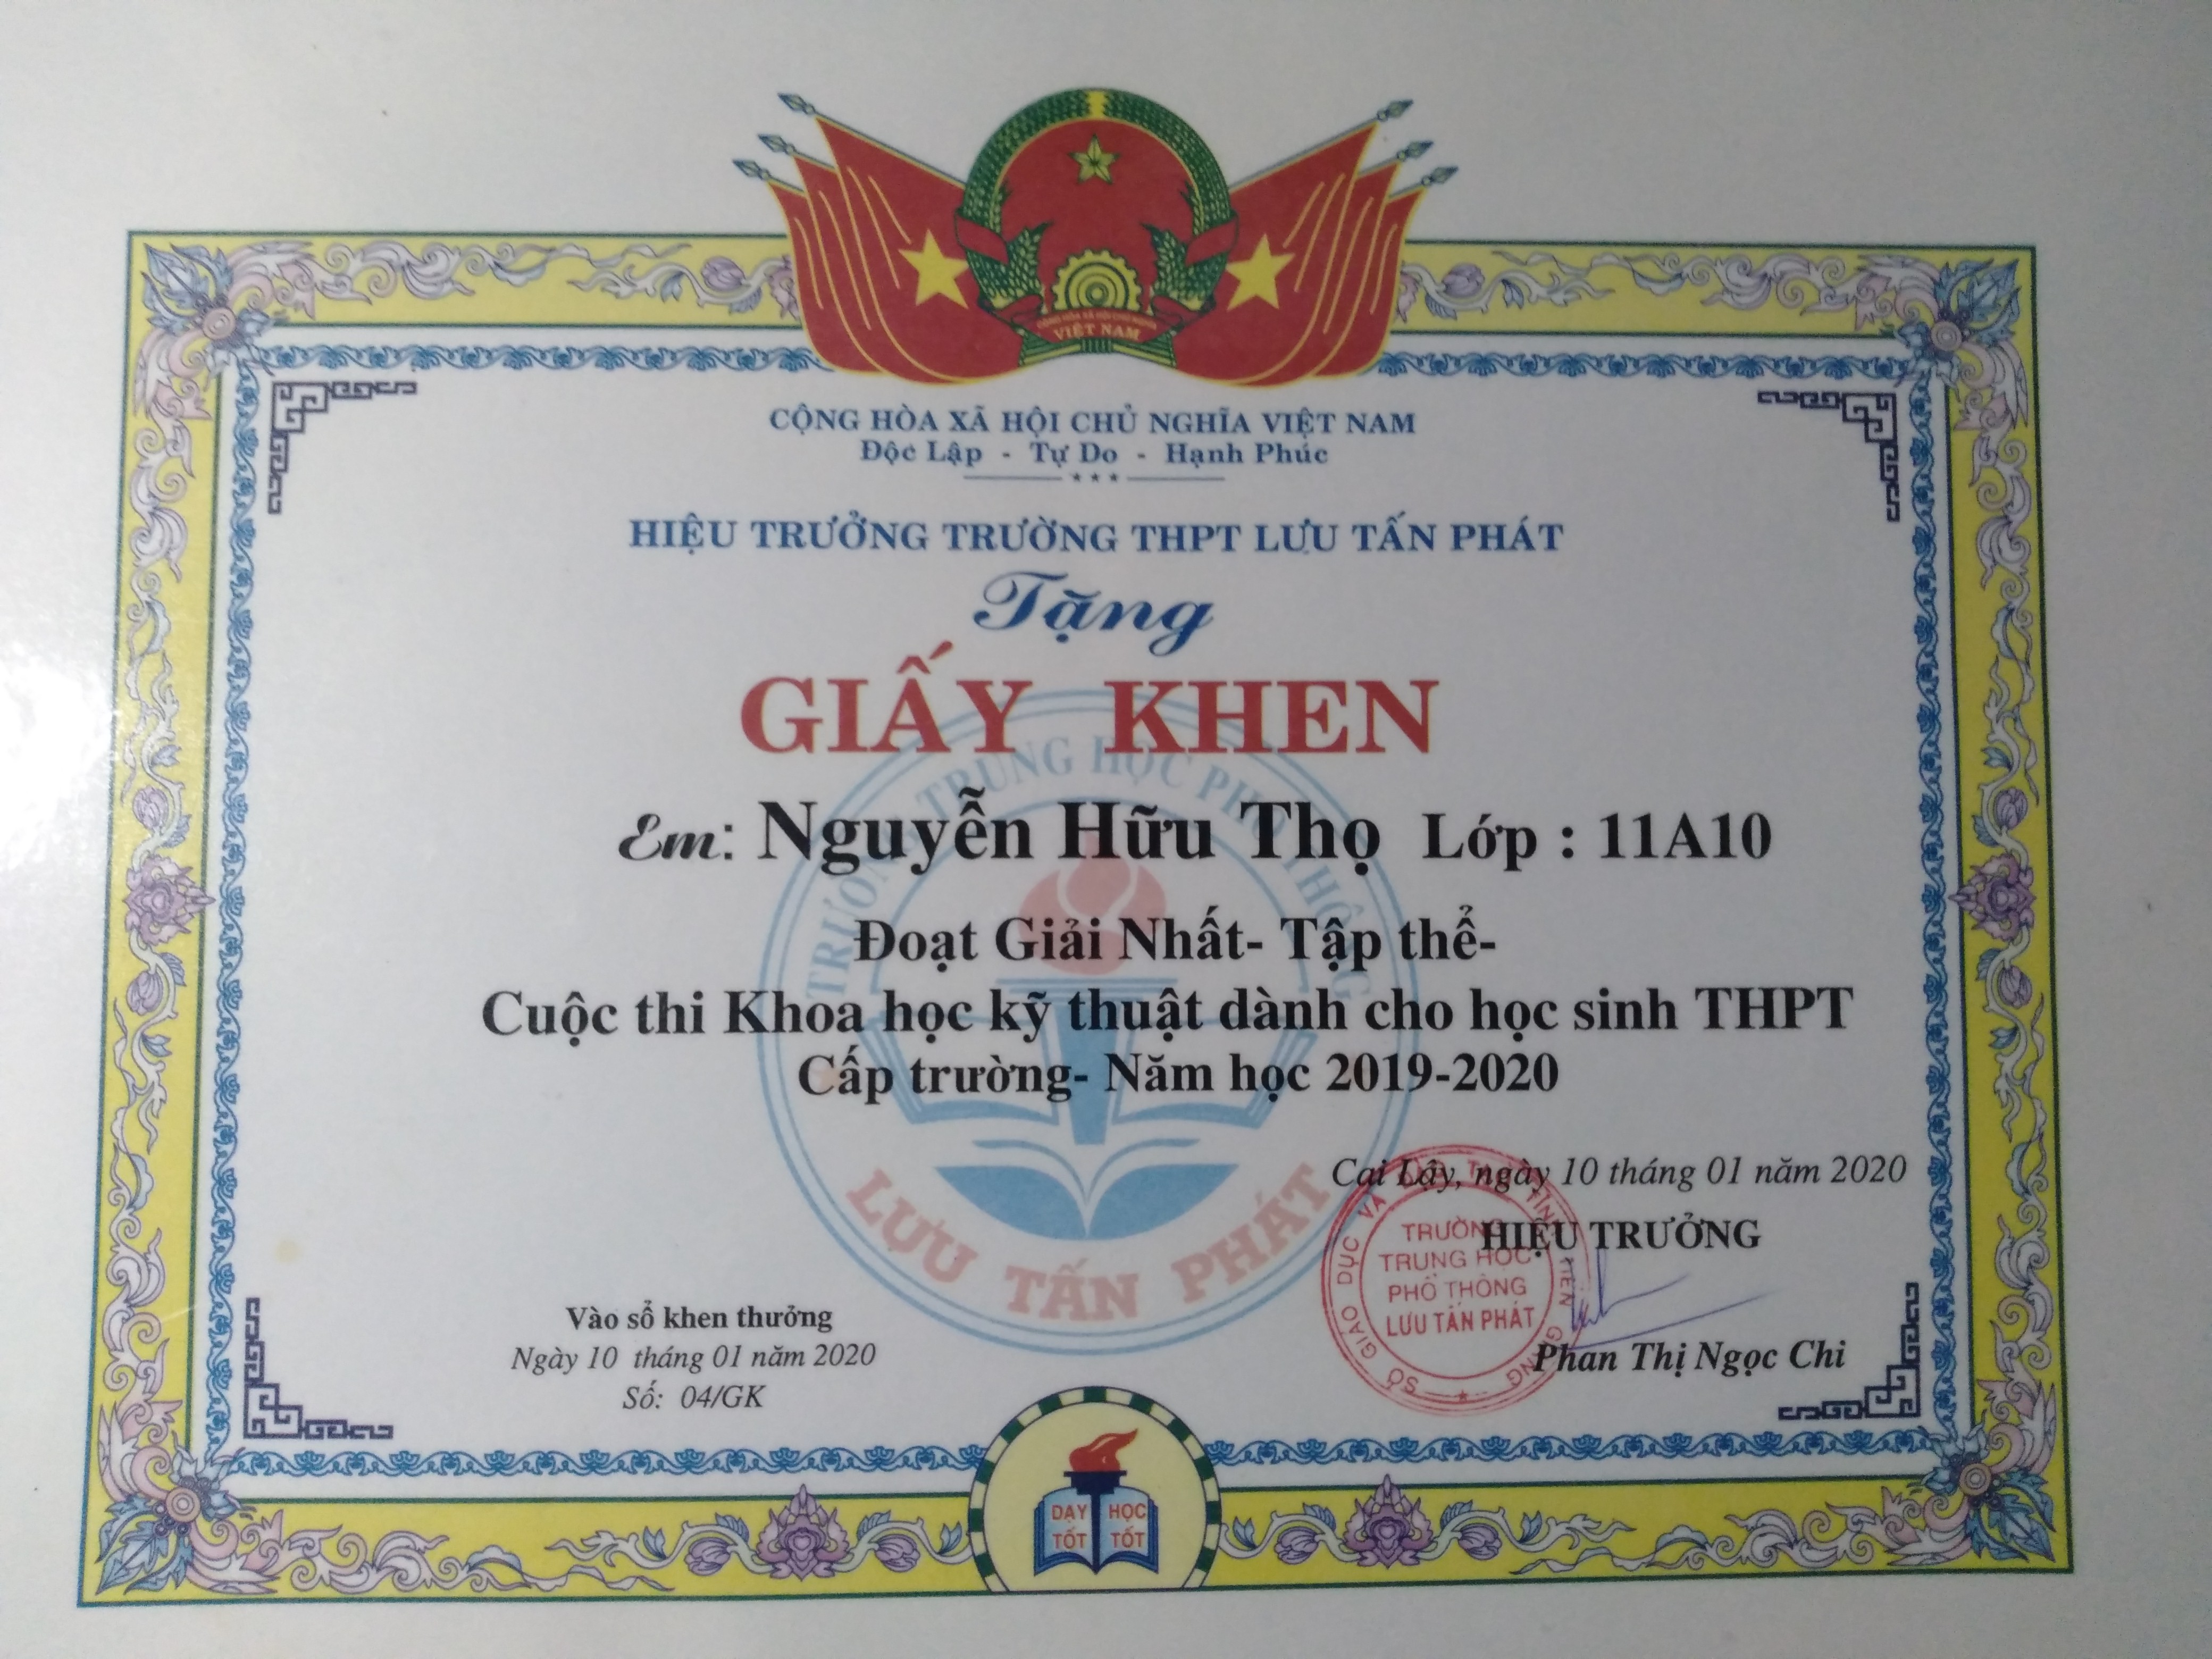 CỘNG HÒA XÃ HỘI CHỦ NGHĨA
VIỆT NAM
CỘNG HÒA XÃ HỘI CHỦ NGHĨA VIỆT NAM
Độc Lập - Tự Do - Hạnh Phúc
HIỆU TRƯỞNG TRƯỜNG THPT LƯU TẤN PHÁT
Tặng
GIẤY KHEN
TRƯỜNG TRUNG HỌC PHỔ THÔNG
Em: Nguyễn Hữu Thọ Lớp : 11A10
Đoạt Giải Nhất- Tập thể-
Cuộc thi Khoa học kỹ thuật dành cho học sinh THPT
Cấp trường- Năm học 2019-2020
LƯU TẤN PHÁT
Cai Lậy, ngày 10 tháng 01 năm 2020
HIỆU TRƯỞNG
SỞ GIÁO DỤC VÀ ĐÀO TẠO TỈNH TIỀN GIANG
TRƯỜNG
TRUNG HỌC
PHỔ THÔNG
LƯU TẤN PHÁT
Phan Thị Ngọc Chi
Vào sổ khen thưởng
Ngày 10 tháng 01 năm 2020
Số: 04/GK
DẠY HỌC
TỐT TỐT